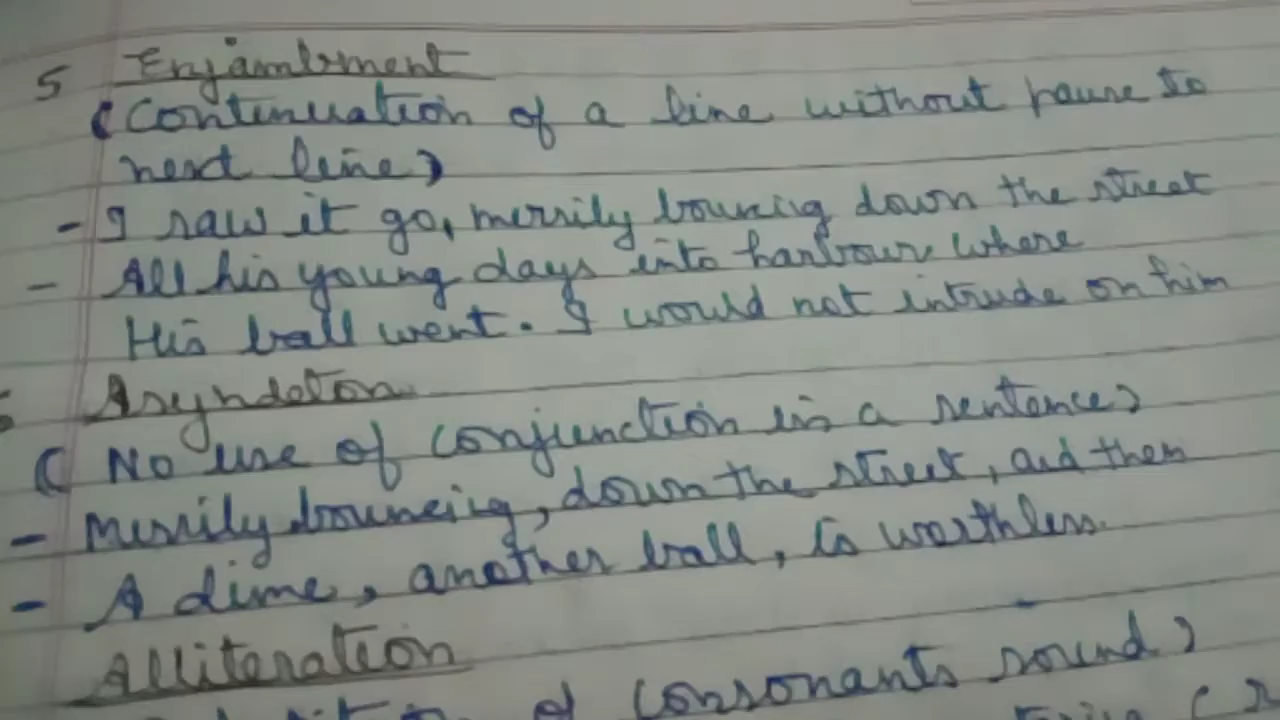 5 Enjambment
(Continuation of a line without pause to
next line)
- I saw it go, merrily bouncig down the street
- All his young days into harbour where
His ball went. I would not intrude on him
Asyndeton
( No use of conjunction in a sentence)
- Merrily bouncing, down the street, and then
- A dime, another ball, is worthless.
Alliteration
of consonants sound)